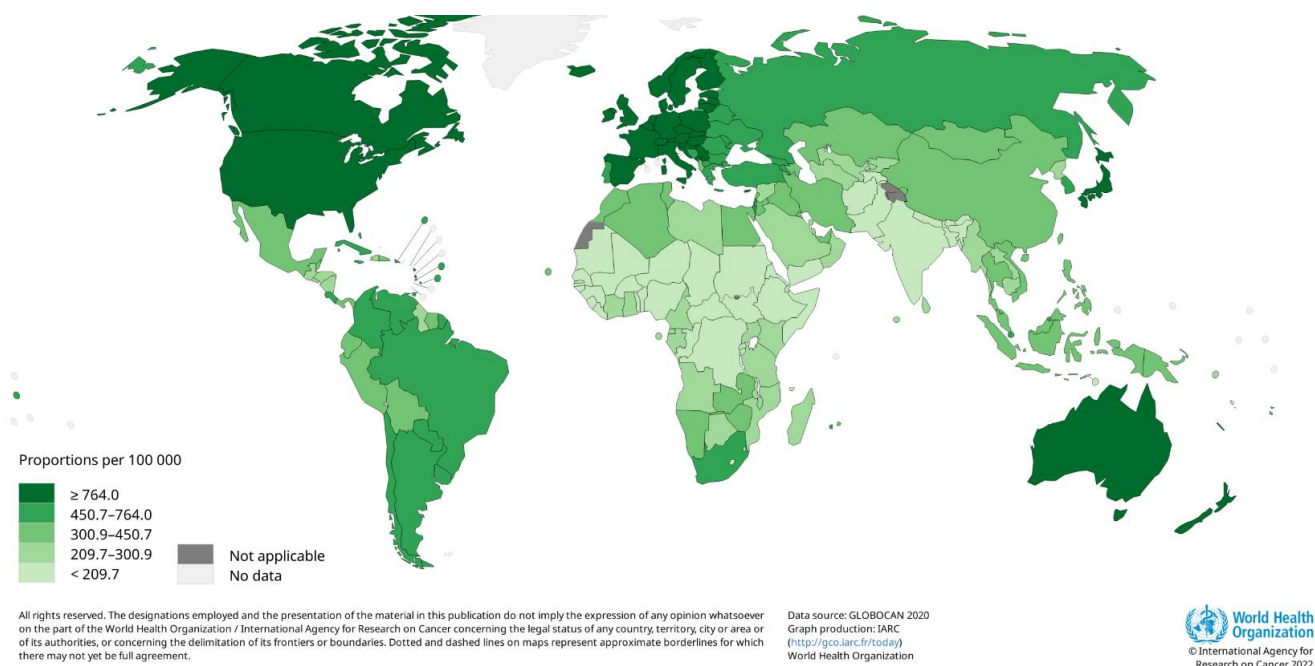 Proportions per 100 000
≥ 764.0
450.7–764.0
300.9–450.7
209.7–300.9
< 209.7
Not applicable
No data
All rights reserved. The designations employed and the presentation of the material in this publication do not imply the expression of any opinion whatsoever
on the part of the World Health Organization / International Agency for Research on Cancer concerning the legal status of any country, territory, city or area or
of its authorities, or concerning the delimitation of its frontiers or boundaries. Dotted and dashed lines on maps represent approximate borderlines for which
there may not yet be full agreement.
Data source: GLOBOCAN 2020
Graph production: IARC
(http://gco.iarc.fr/today)
World Health Organization
World Health
Organization
© International Agency for
Research on Cancer 2022